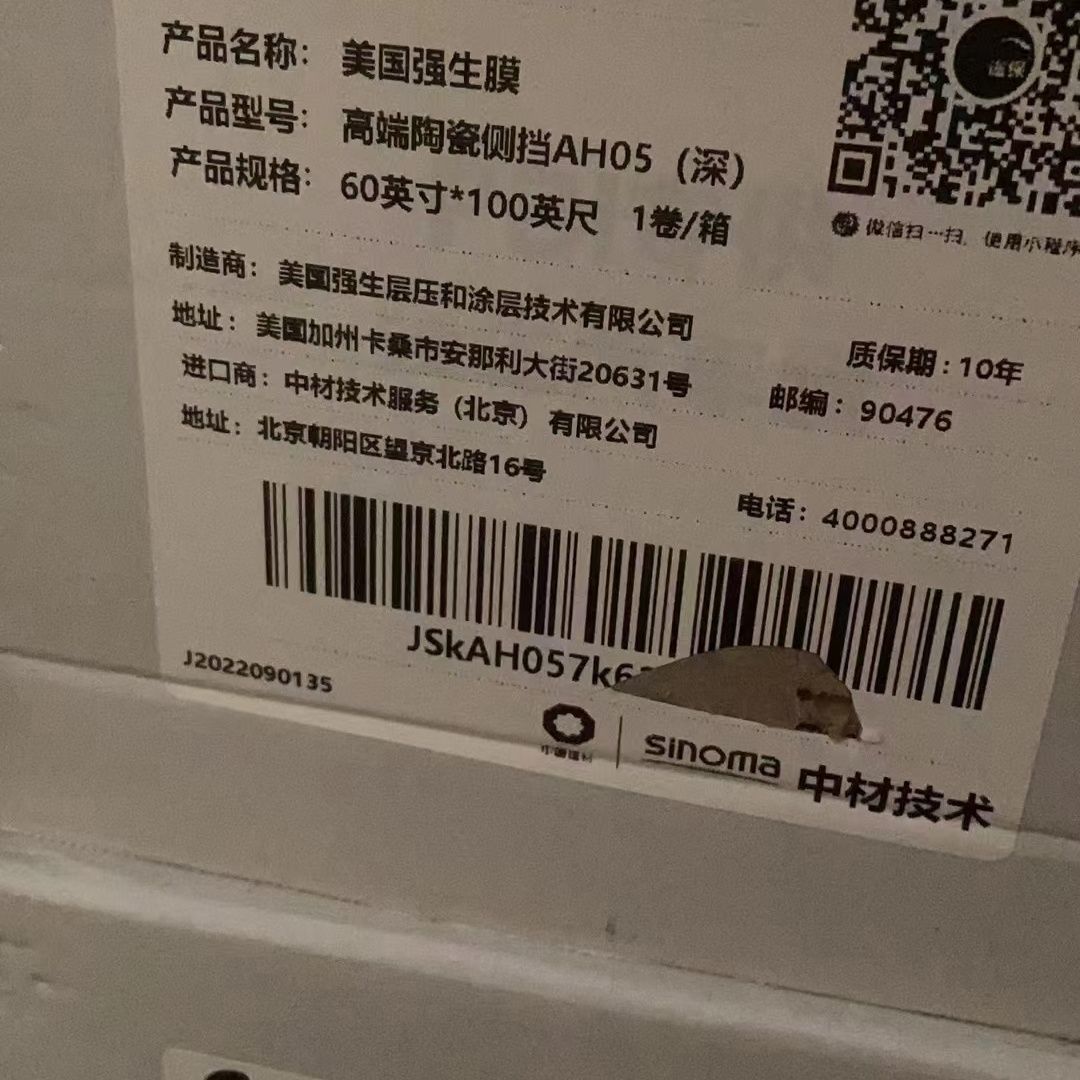 产品名称：美国强生膜
产品型号：高端陶瓷侧挡AH05（深）
产品规格：60英寸*100英尺 1卷/箱
微信扫一扫，使用小程序
制造商：美国强生层压和涂层技术有限公司
质保期：10年
地址：美国加州卡桑市安那利大街20631号
邮编：90476
进口商：中材技术服务（北京）有限公司
地址：北京朝阳区望京北路16号
电话：4000888271
JSkAH057k6
J2022090135
中国建材
sinoma 中材技术